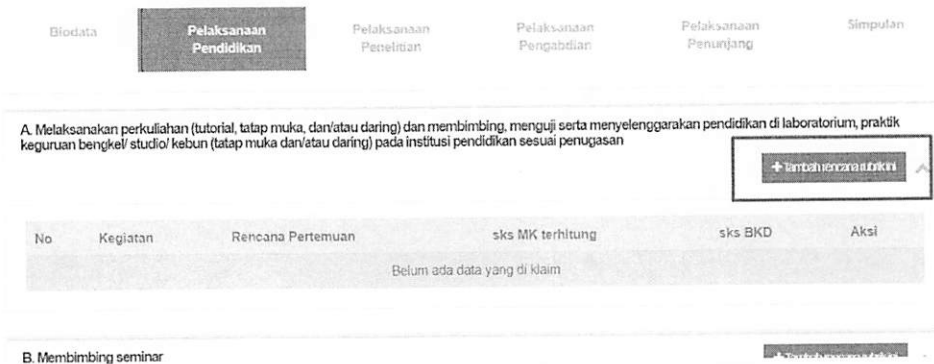 Biodata
Pelaksanaan
Pendidikan
Pelaksanaan
Penelitian
Pelaksanaan
Pengabdian
Pelaksanaan
Penunjang
Simpulan
A. Melaksanakan perkuliahan (tutorial, tatap muka, dan/atau daring) dan membimbing, menguji serta menyelenggarakan pendidikan di laboratorium, praktik
keguruan bengkel/ studio/ kebun (tatap muka dan/atau daring) pada institusi pendidikan sesuai penugasan
+ Tambah rencana rubrik ini
No Kegiatan Rencana Pertemuan sks MK terhitung sks BKD Aksi
Belum ada data yang di klaim
B. Membimbing seminar